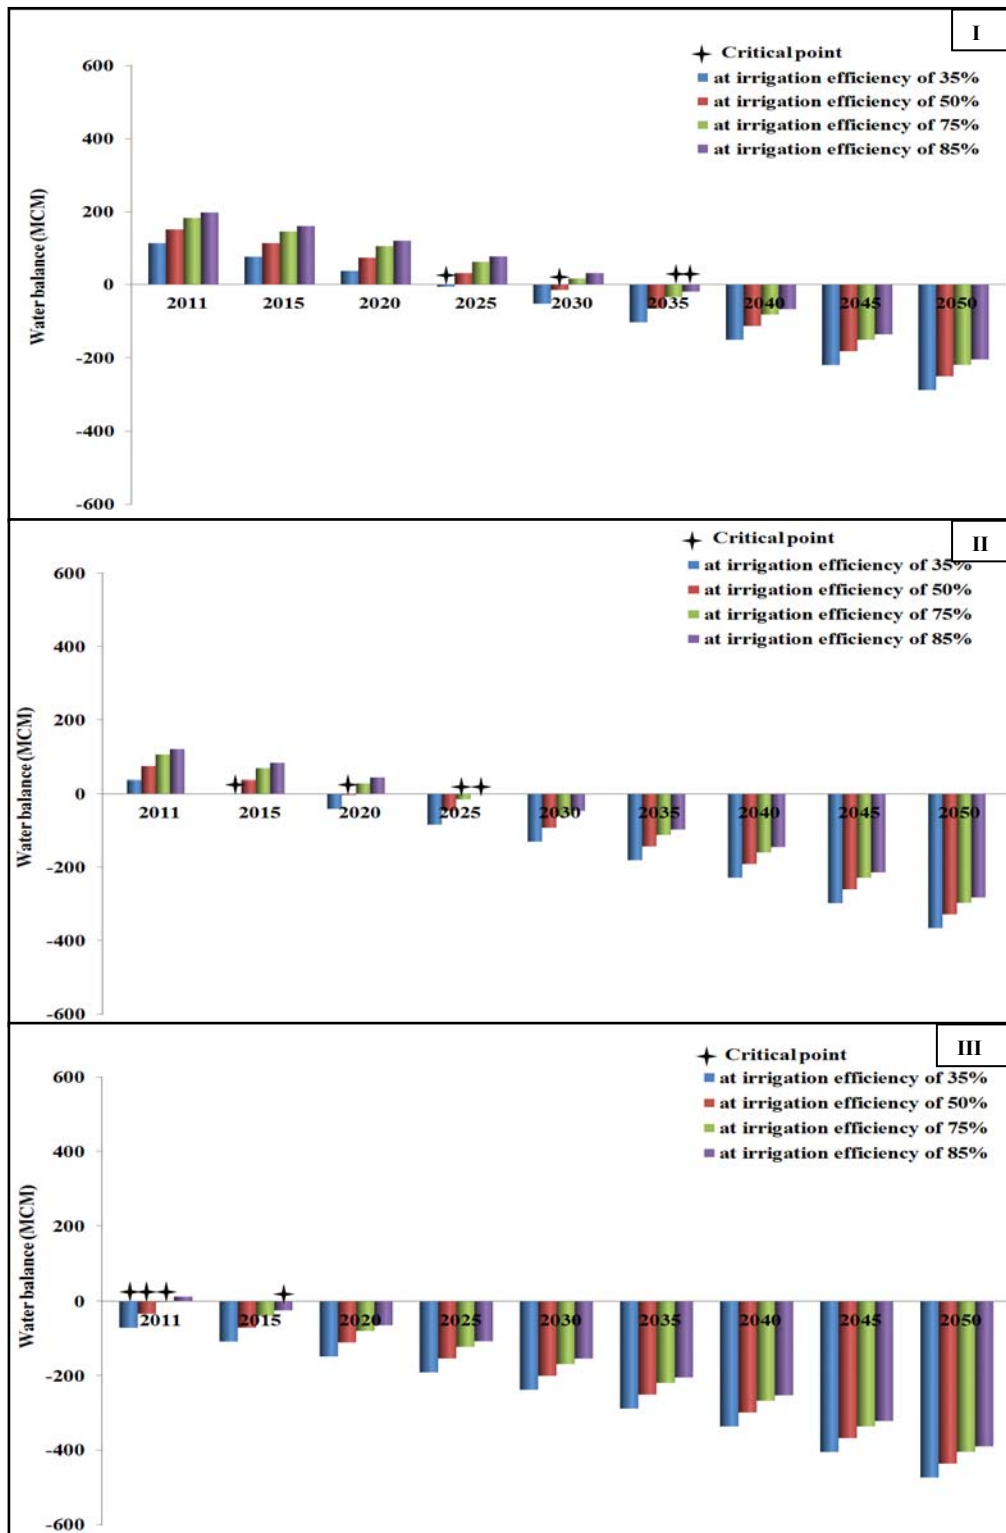 I
Critical point
at irrigation efficiency of 35%
at irrigation efficiency of 50%
at irrigation efficiency of 75%
at irrigation efficiency of 85%
Water balance (MCM)
600
400
200
0
-200
-400
-600
2011 2015 2020 2025 2030 2035 2040 2045 2050
II
Critical point
at irrigation efficiency of 35%
at irrigation efficiency of 50%
at irrigation efficiency of 75%
at irrigation efficiency of 85%
Water balance (MCM)
600
400
200
0
-200
-400
-600
2011 2015 2020 2025 2030 2035 2040 2045 2050
III
Critical point
at irrigation efficiency of 35%
at irrigation efficiency of 50%
at irrigation efficiency of 75%
at irrigation efficiency of 85%
Water balance (MCM)
600
400
200
0
-200
-400
-600
2011 2015 2020 2025 2030 2035 2040 2045 2050